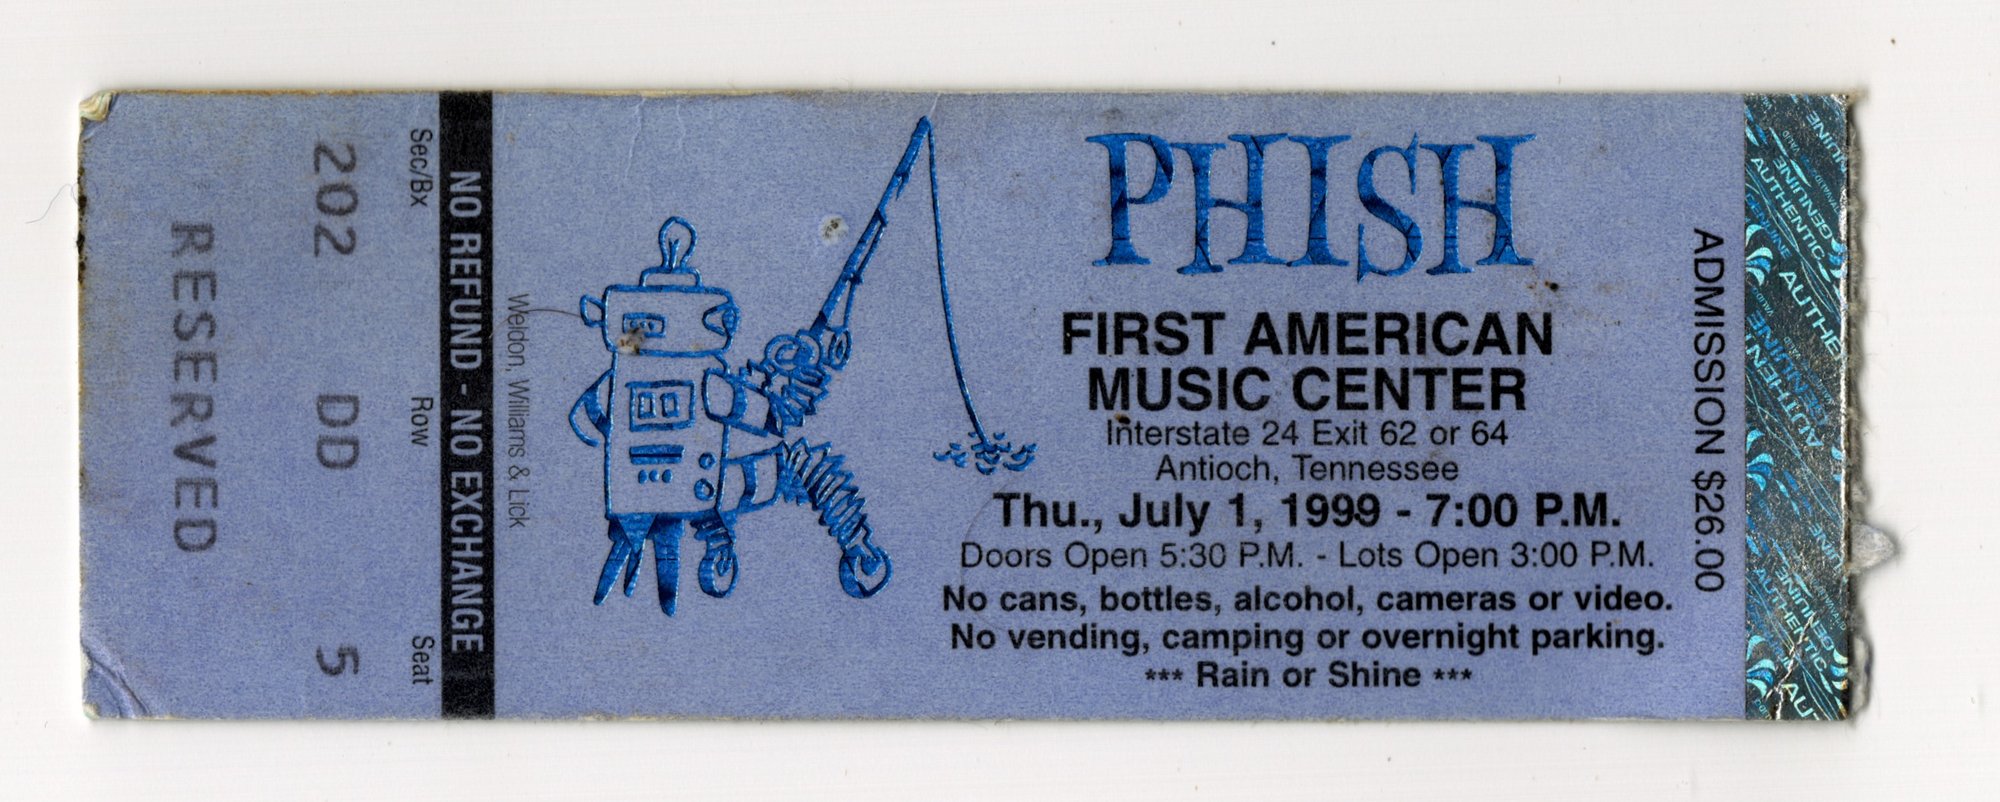 Sec/Bx Row Seat
202 DD 5
RESERVED
NO REFUND - NO EXCHANGE
Weldon, Williams & Lick
PHISH
FIRST AMERICAN
MUSIC CENTER
Interstate 24 Exit 62 or 64
Antioch, Tennessee
Thu., July 1, 1999 - 7:00 P.M.
Doors Open 5:30 P.M. - Lots Open 3:00 P.M.
No cans, bottles, alcohol, cameras or video.
No vending, camping or overnight parking.
*** Rain or Shine ***
ADMISSION $26.00
GENUINE
AUTHENTIC